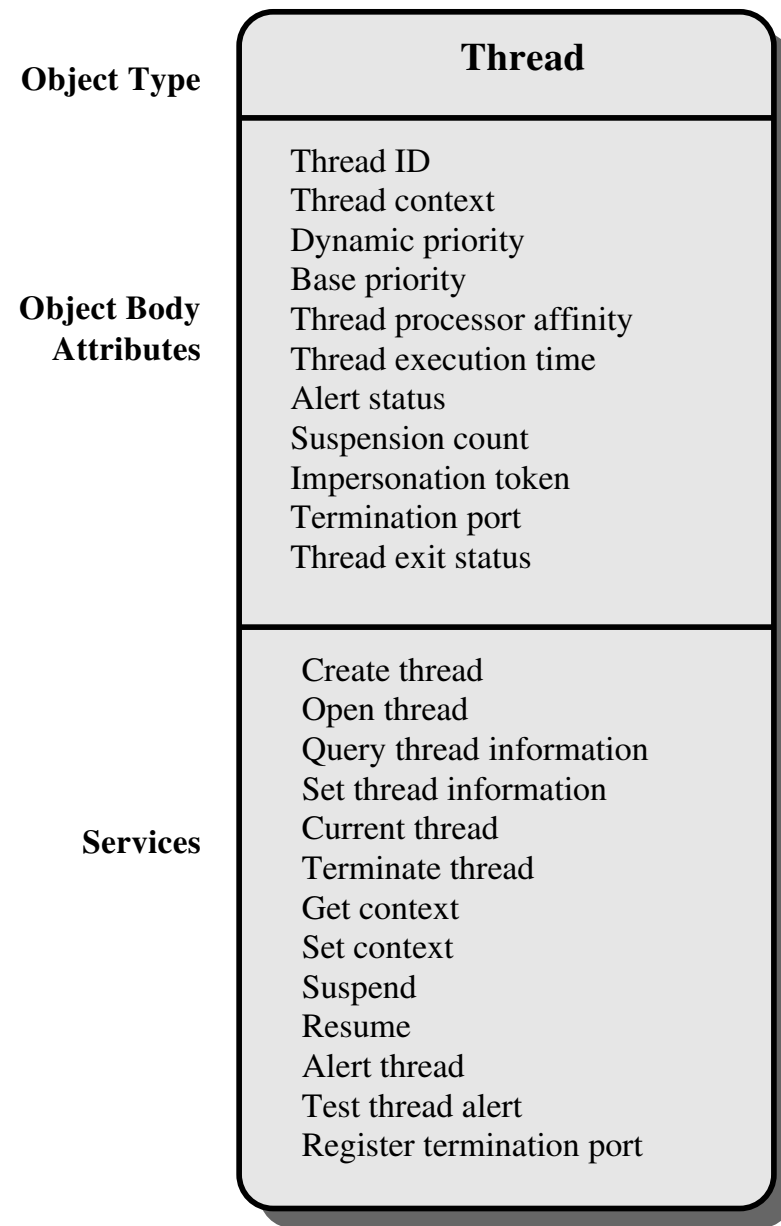 Object Type
Thread
Object Body
Attributes
Thread ID
Thread context
Dynamic priority
Base priority
Thread processor affinity
Thread execution time
Alert status
Suspension count
Impersonation token
Termination port
Thread exit status
Services
Create thread
Open thread
Query thread information
Set thread information
Current thread
Terminate thread
Get context
Set context
Suspend
Resume
Alert thread
Test thread alert
Register termination port